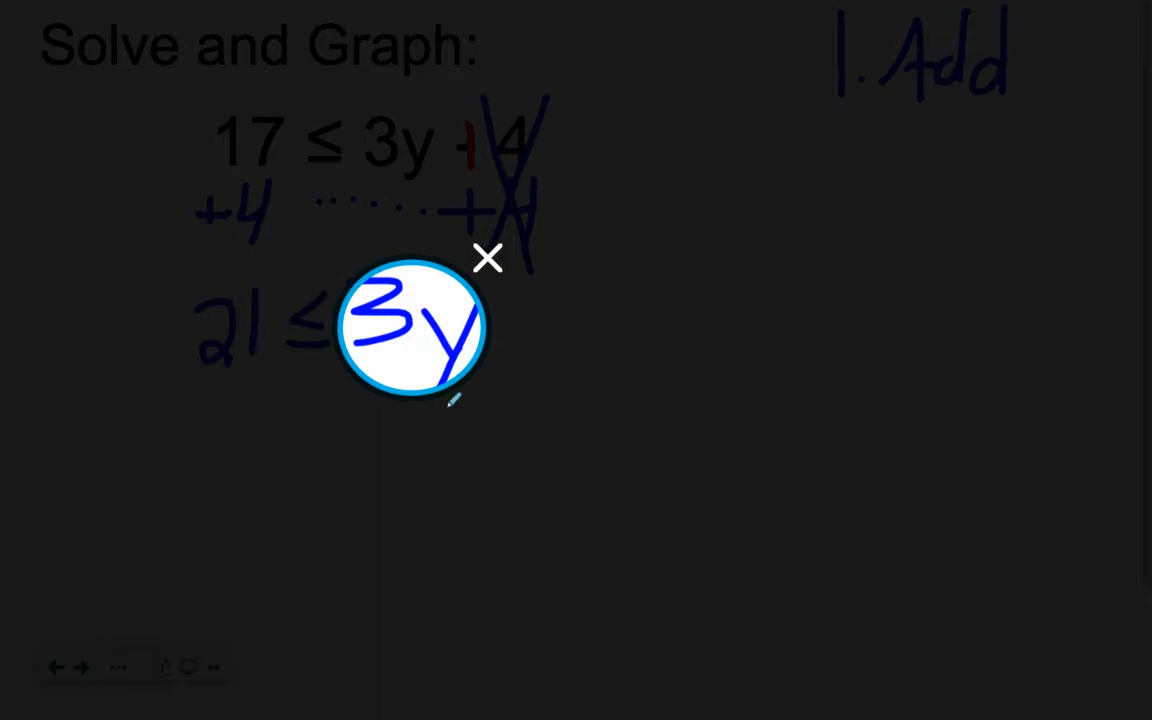 Solve and Graph:
1. Add
17 ≤ 3y - 4
+4 ...... +4
21 ≤ 3y